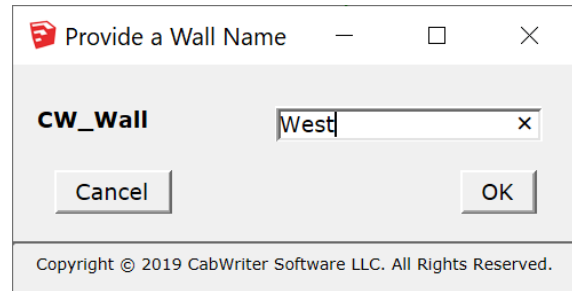 Provide a Wall Name
CW_Wall West
Cancel OK
Copyright © 2019 CabWriter Software LLC. All Rights Reserved.